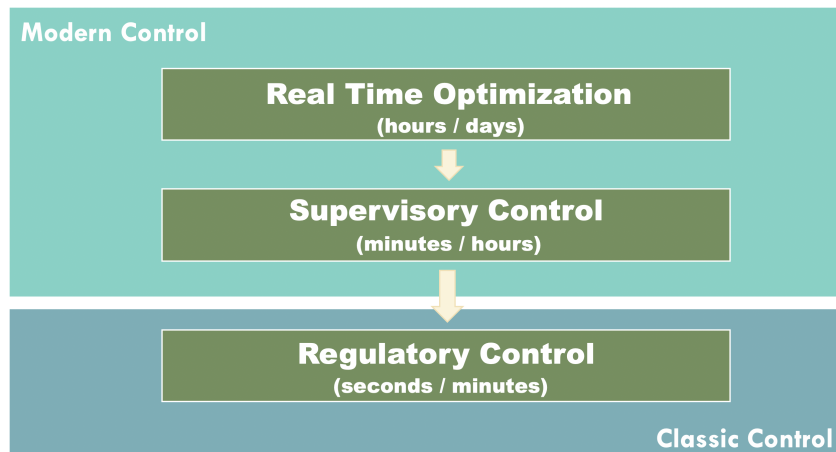 Modern Control
Real Time Optimization
(hours / days)
Supervisory Control
(minutes / hours)
Regulatory Control
(seconds / minutes)
Classic Control